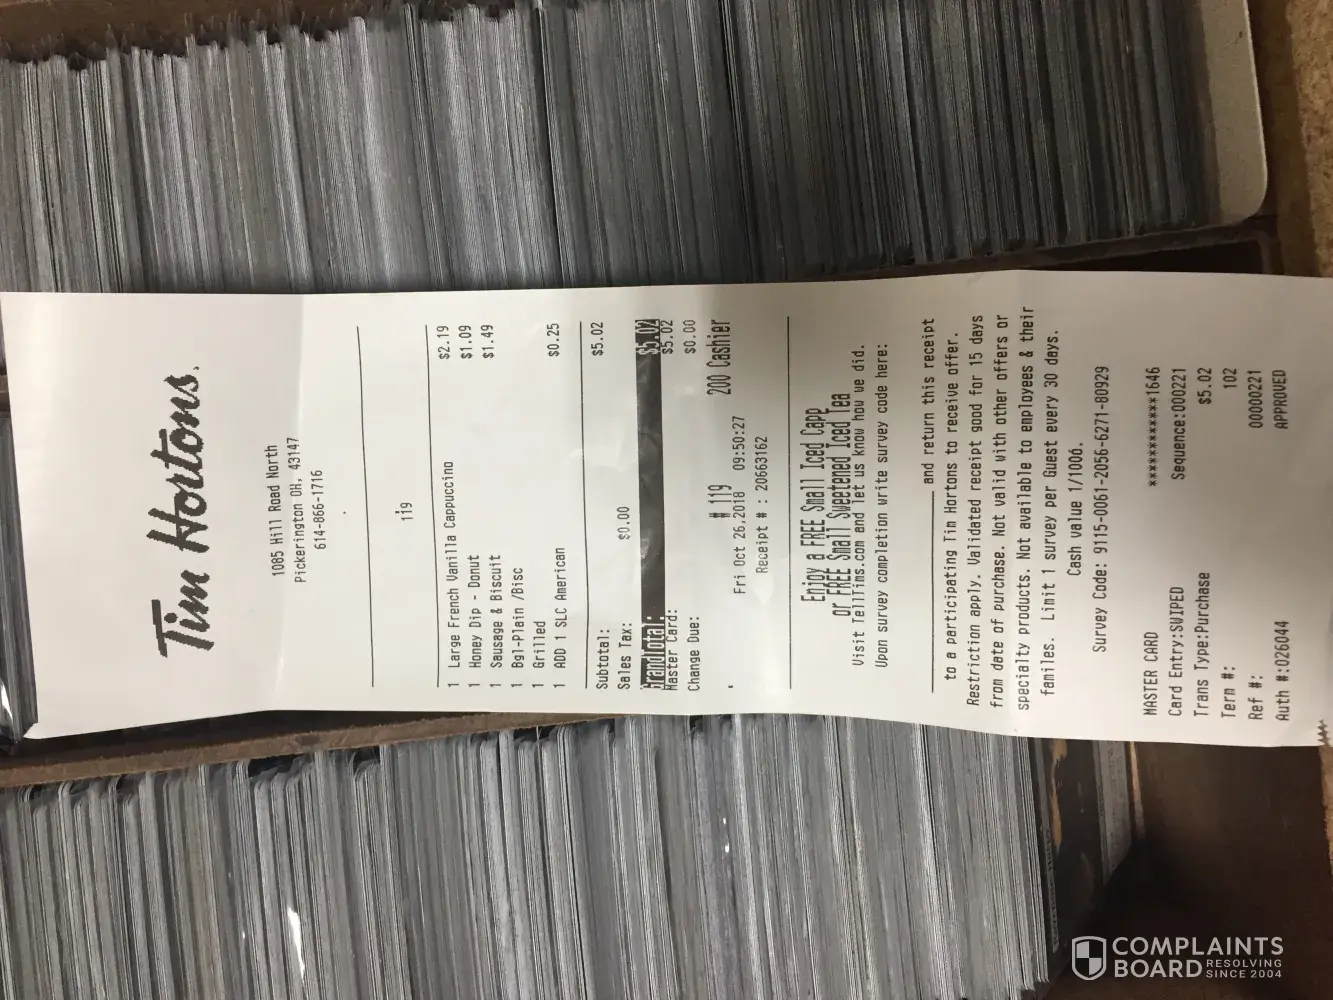 Tim Hortons.
1085 Hill Road North
Pickerington OH, 43147
614-866-1716
119
1 Large French Vanilla Cappuccino $2.19
1 Honey Dip - Donut $1.09
1 Sausage & Biscuit $1.49
1 Bgl-Plain /Bisc
1 Grilled
1 ADD 1 SLC American $0.25
Subtotal: $5.02
Sales Tax: $0.00
GrandTotal: $5.02
Master Card: $5.02
Change Due: $0.00
# 119 200 Cashier
Fri Oct 26,2018 09:50:27
Receipt # : 20663162
Enjoy a FREE Small Iced Capp
or FREE Small Sweetened Iced Tea
Visit TellTims.com and let us know how we did.
Upon survey completion write survey code here:
and return this receipt
to a participating Tim Hortons to receive offer.
Restriction apply. Validated receipt good for 15 days
from date of purchase. Not valid with other offers or
specialty products. Not available to employees & their
familes. Limit 1 survey per Guest every 30 days.
Cash value 1/100¢.
Survey Code: 9115-0061-2056-6271-80929
MASTER CARD ************1646
Card Entry:SWIPED Sequence:000221
Trans Type:Purchase $5.02
Term #: 102
Ref #: 00000221
Auth #:026044 APPROVED
COMPLAINTS
BOARD RESOLVING
SINCE 2004